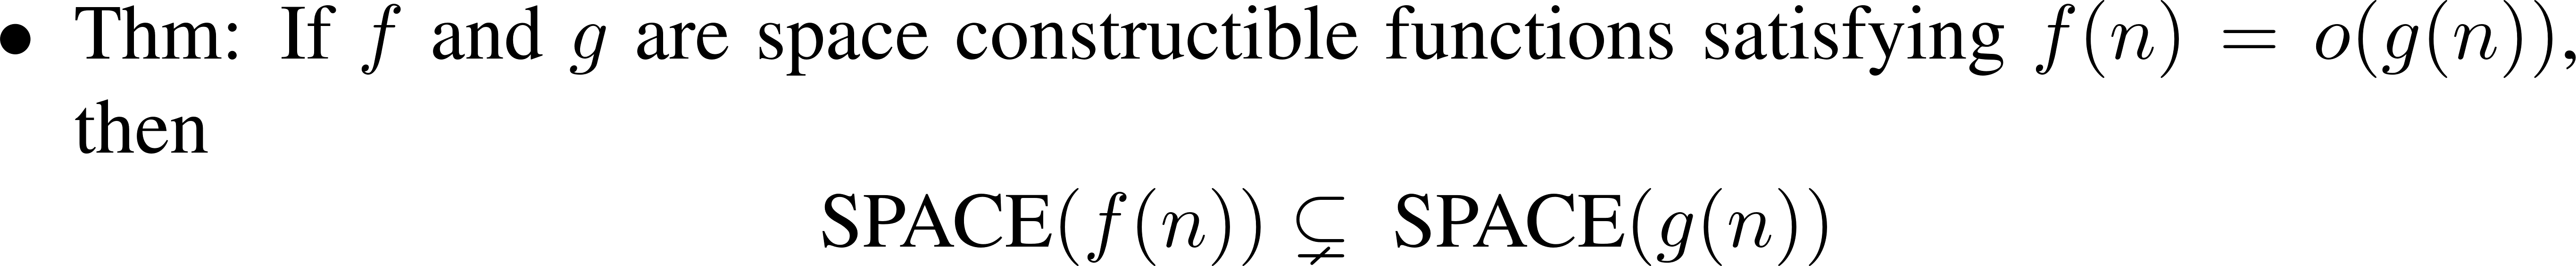 • Thm: If f and g are space constructible functions satisfying f(n) = o(g(n)),
then
SPACE(f(n)) ⊊ SPACE(g(n))